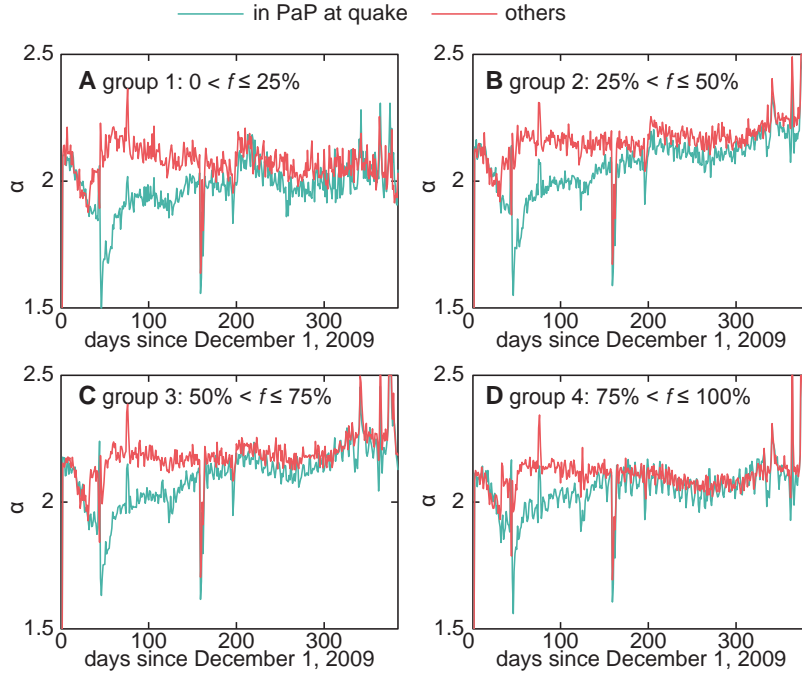 in PaP at quake others
2.5
A group 1: 0 < f ≤ 25%
2
α
1.5
0 100 200 300
days since December 1, 2009
2.5
B group 2: 25% < f ≤ 50%
2
α
1.5
0 100 200 300
days since December 1, 2009
2.5
C group 3: 50% < f ≤ 75%
2
α
1.5
0 100 200 300
days since December 1, 2009
2.5
D group 4: 75% < f ≤ 100%
2
α
1.5
0 100 200 300
days since December 1, 2009